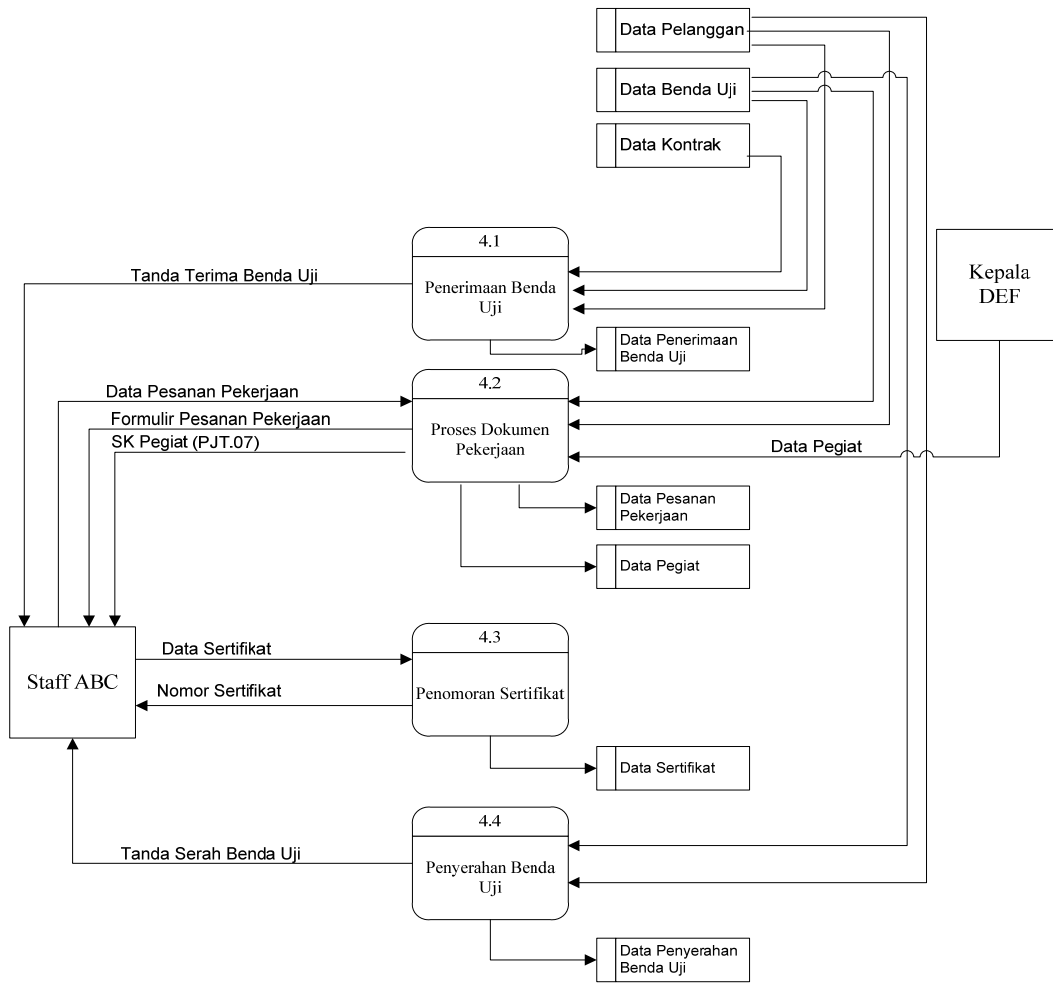 Data Pelanggan
Data Benda Uji
Data Kontrak
4.1
Penerimaan Benda
Uji
Tanda Terima Benda Uji
Kepala
DEF
Data Penerimaan
Benda Uji
4.2
Proses Dokumen
Pekerjaan
Data Pesanan Pekerjaan
Formulir Pesanan Pekerjaan
SK Pegiat (PJT.07)
Data Pegiat
Data Pesanan
Pekerjaan
Data Pegiat
Staff ABC
4.3
Penomoran Sertifikat
Data Sertifikat
Nomor Sertifikat
Data Sertifikat
4.4
Penyerahan Benda
Uji
Tanda Serah Benda Uji
Data Penyerahan
Benda Uji